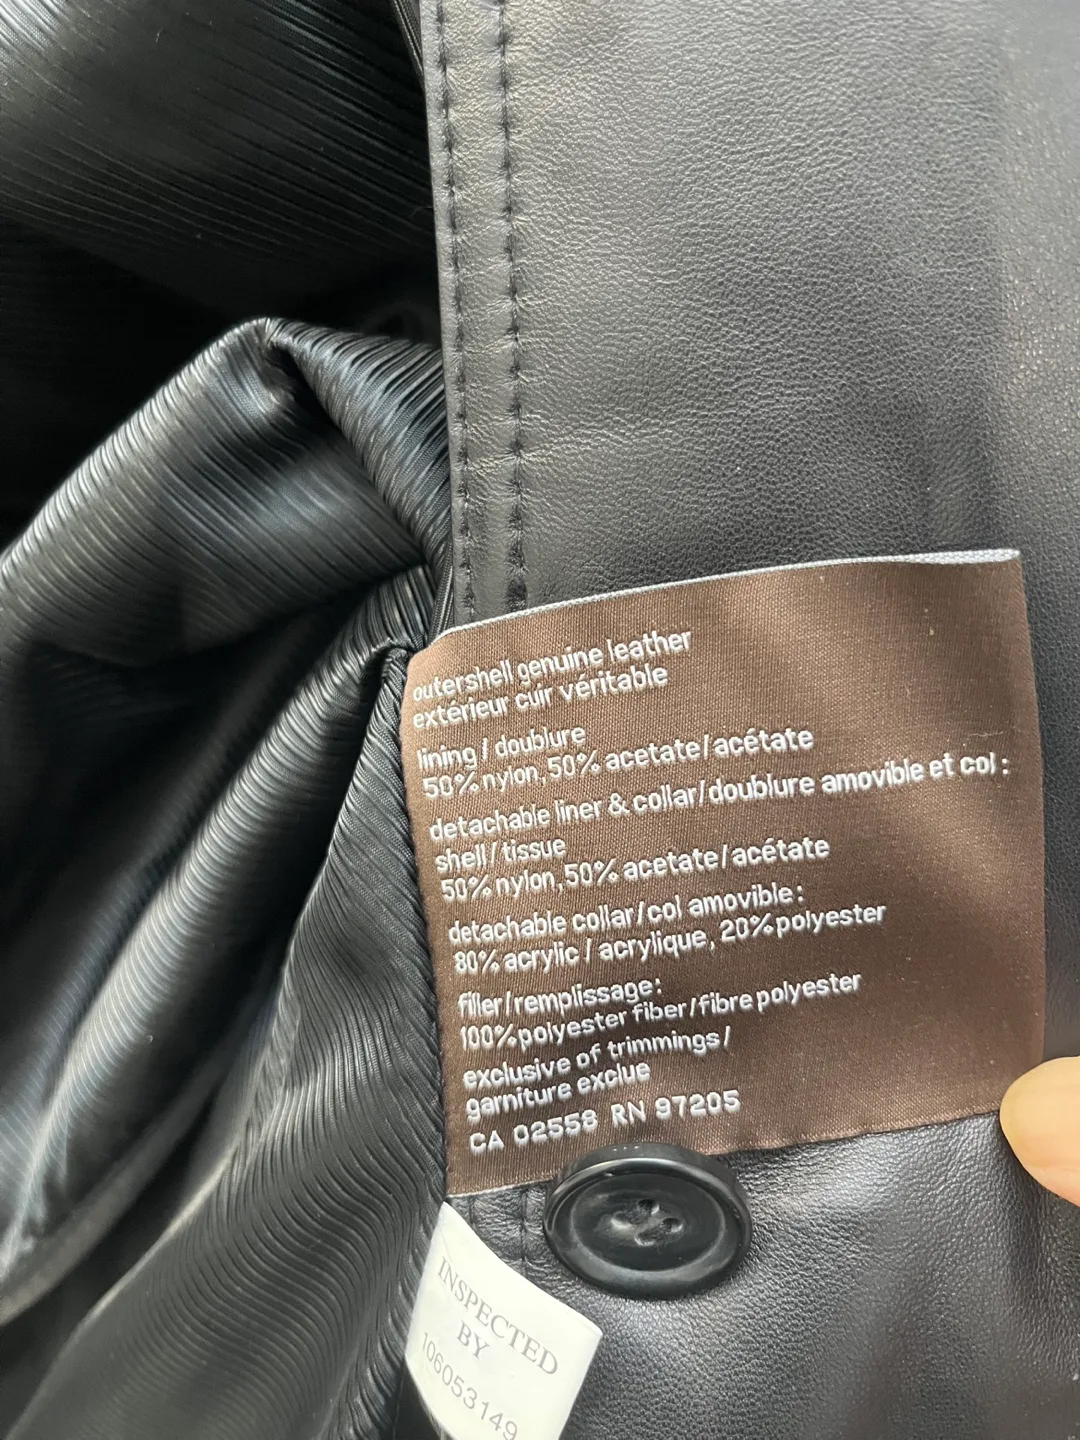 outershell genuine leather
extérieur cuir véritable
lining / doublure
50% nylon, 50% acetate/acétate
detachable liner & collar/doublure amovible et col :
shell/tissue
50% nylon, 50% acetate/acétate
detachable collar/col amovible:
80% acrylic / acrylique, 20% polyester
filler/remplissage:
100% polyester fiber/fibre polyester
exclusive of trimmings/
garniture exclue
CA 02558 RN 97205
INSPECTED
BY
106053149